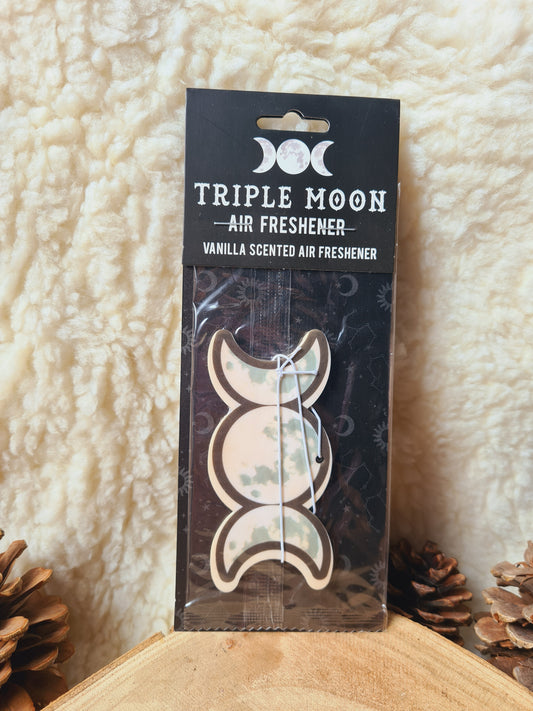 TRIPLE MOON
AIR FRESHENER
VANILLA SCENTED AIR FRESHENER